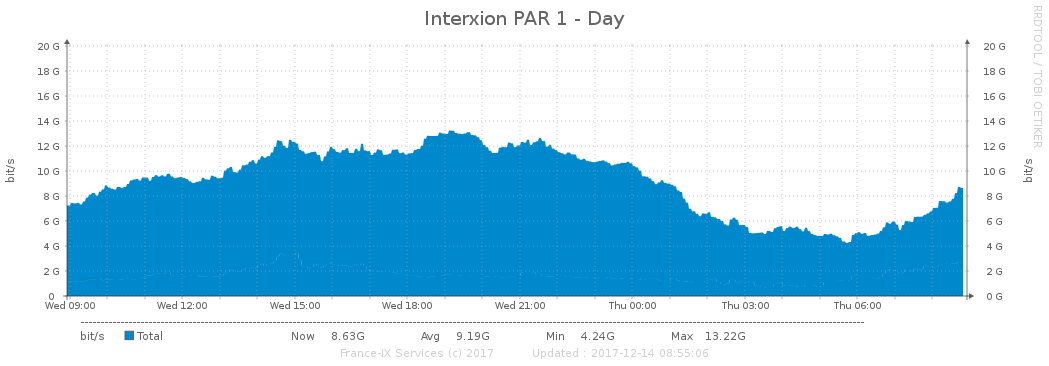 Interxion PAR 1 - Day
RRDTOOL / TOBI OETIKER
bit/s
20 G 20 G
18 G 18 G
16 G 16 G
14 G 14 G
12 G 12 G
10 G 10 G
8 G 8 G
6 G 6 G
4 G 4 G
2 G 2 G
0 0 G
bit/s
Wed 09:00 Wed 12:00 Wed 15:00 Wed 18:00 Wed 21:00 Thu 00:00 Thu 03:00 Thu 06:00
bit/s Total Now 8.63G Avg 9.19G Min 4.24G Max 13.22G
France-IX Services (c) 2017 Updated : 2017-12-14 08:55:06